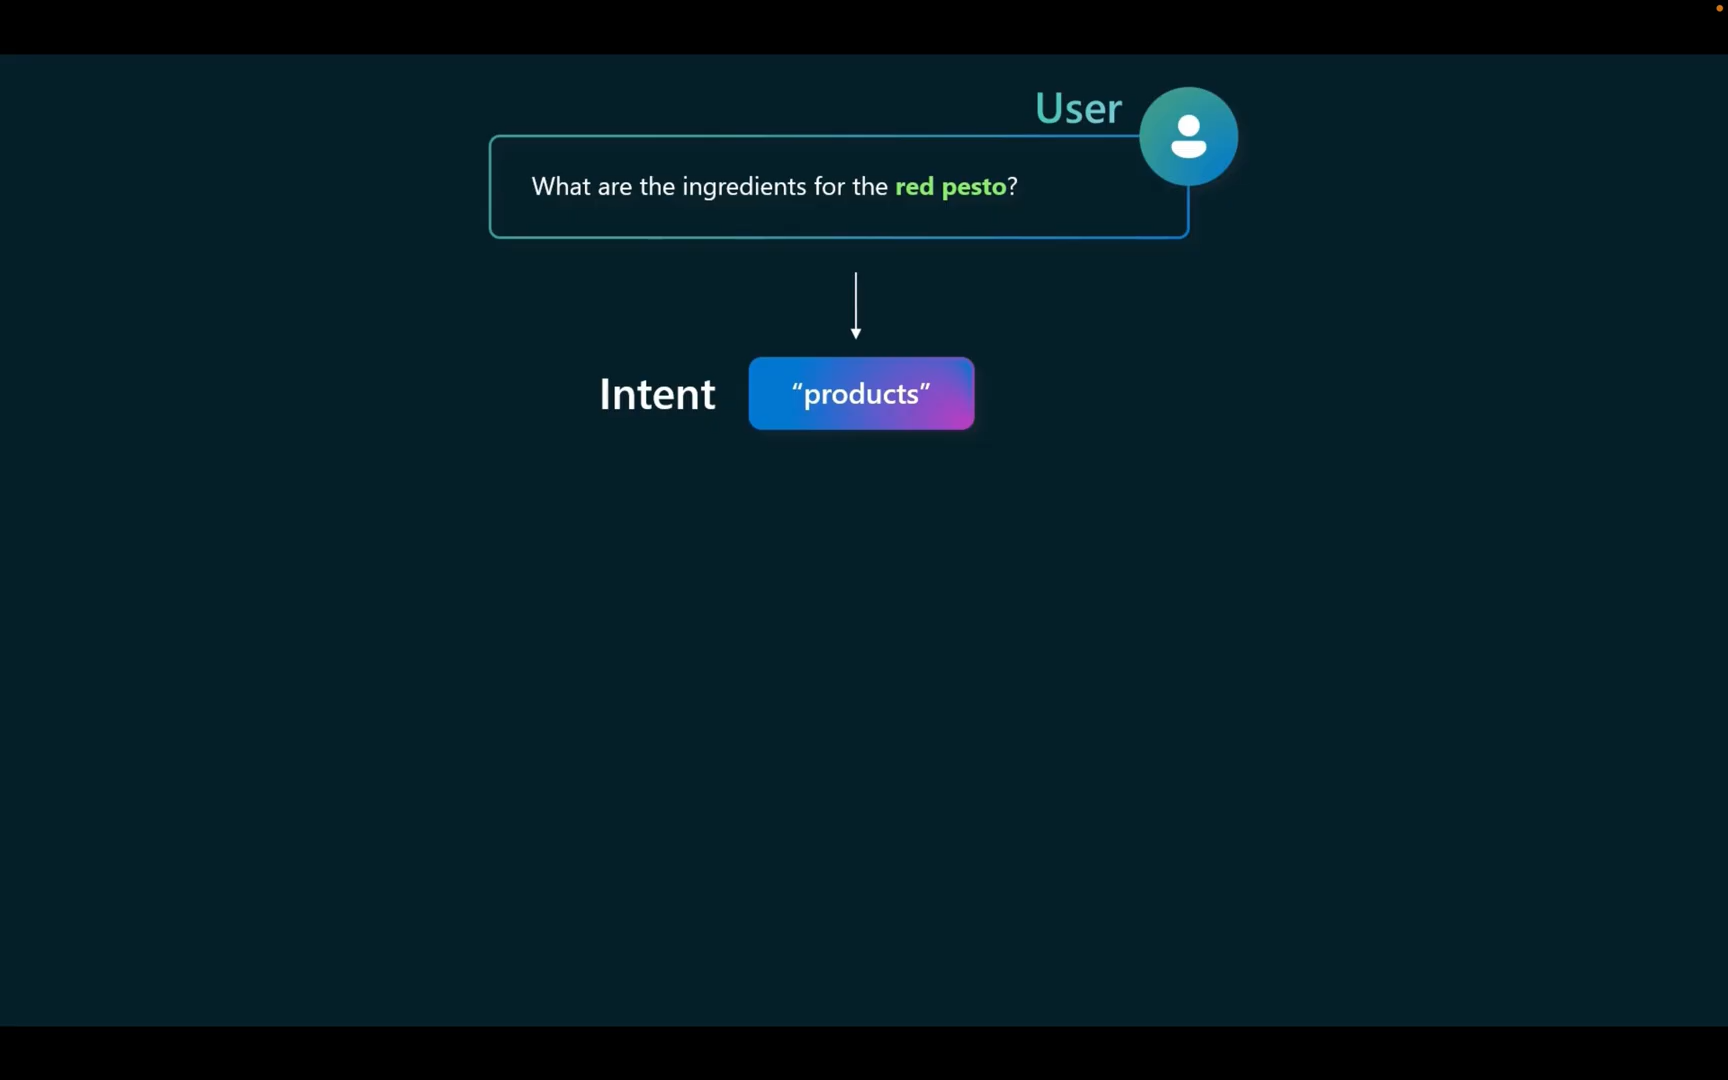 User
What are the ingredients for the red pesto?
Intent
“products”